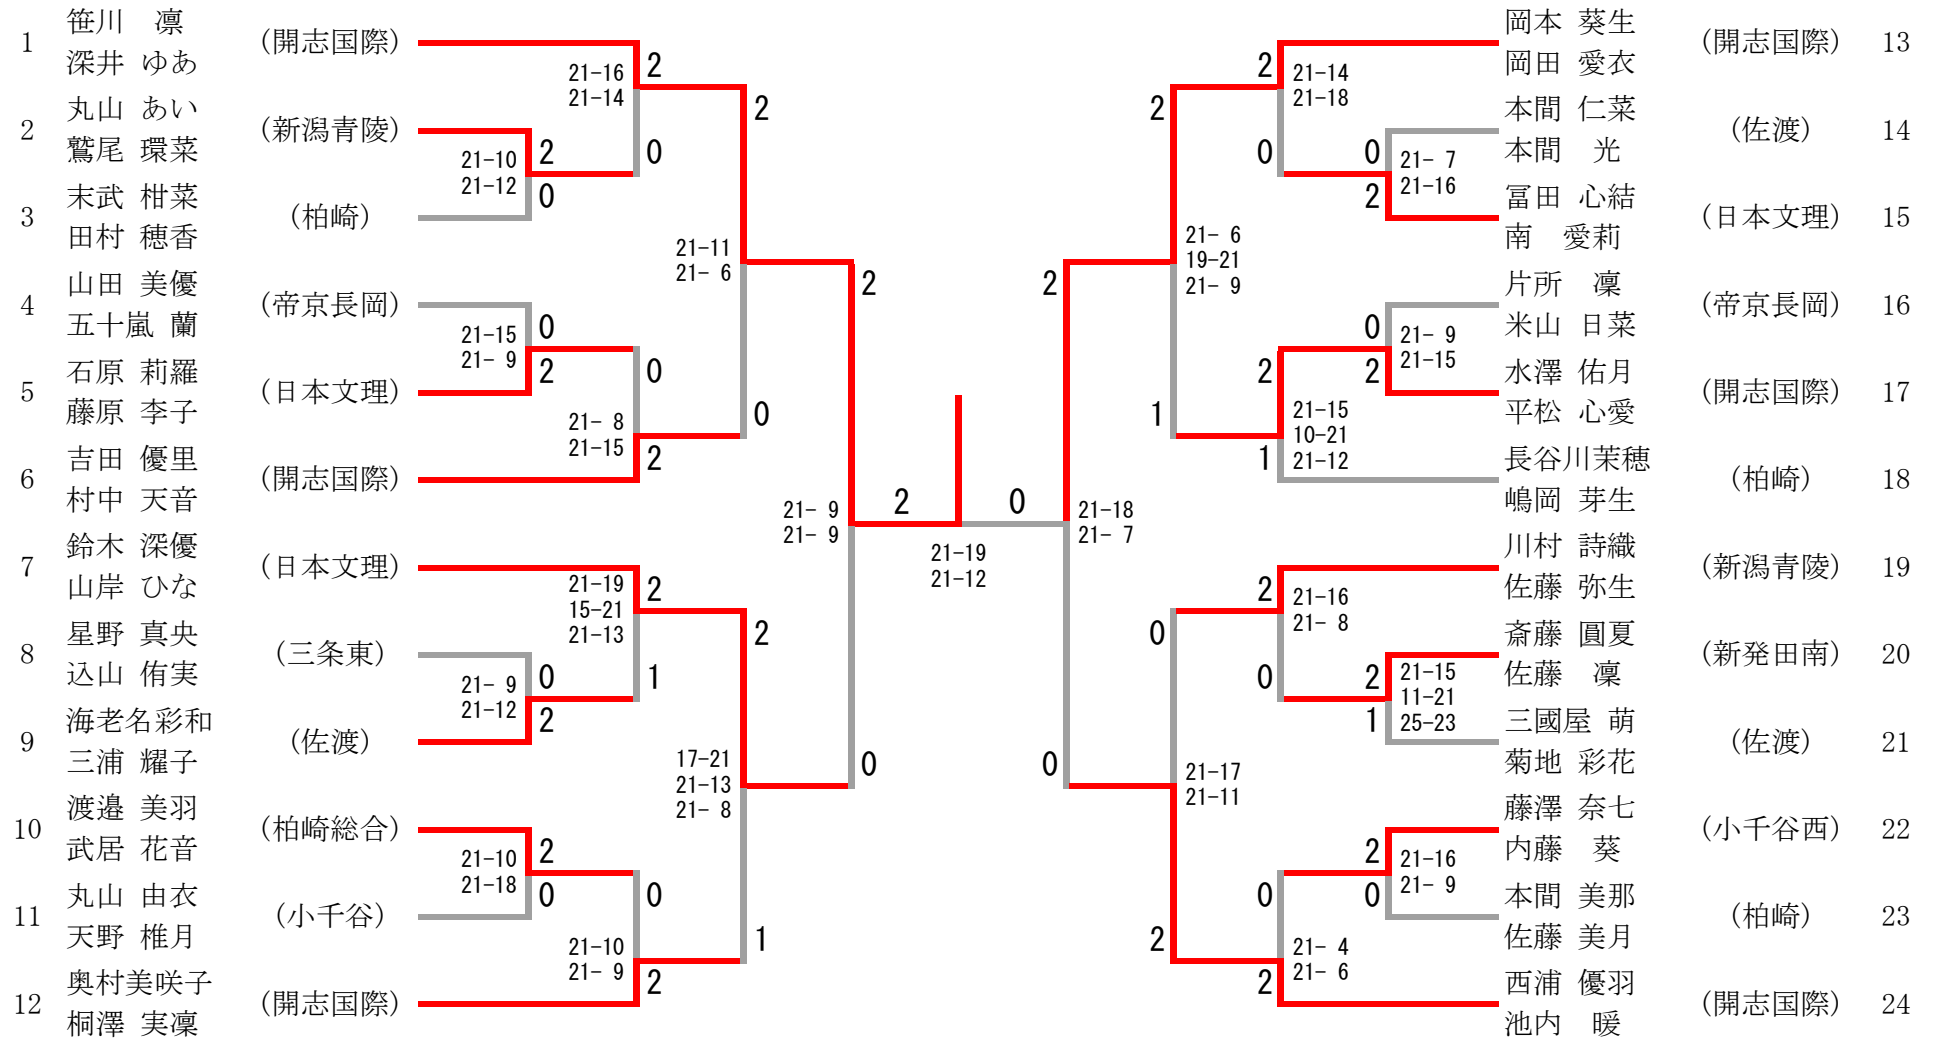 1 笹川　凛 (開志国際)
深井 ゆあ
2 丸山 あい (新潟青陵)
鷲尾 環菜
3 末武 柑菜 (柏崎)
田村 穂香
4 山田 美優 (帝京長岡)
五十嵐 蘭
5 石原 莉羅 (日本文理)
藤原 李子
6 吉田 優里 (開志国際)
村中 天音
7 鈴木 深優 (日本文理)
山岸 ひな
8 星野 真央 (三条東)
込山 侑実
9 海老名彩和 (佐渡)
三浦 耀子
10 渡邉 美羽 (柏崎総合)
武居 花音
11 丸山 由衣 (小千谷)
天野 椎月
12 奥村美咲子 (開志国際)
桐澤 実凜
21-16 2
21-14
0
21-10 2
21-12 0
2
21-11
21- 6
21-15 0
21- 9 2
0
21- 8
21-15 2
0
2
21- 9
21- 9
21-19 2
15-21
21-13
1
21- 9 0
21-12 2
2
17-21
21-13
21- 8
21-10 2
21-18 0
0
21-10
21- 9 2
1
0
2 0
21-19
21-12
岡本 葵生 (開志国際) 13
岡田 愛衣
本間 仁菜 (佐渡) 14
本間　光
冨田 心結 (日本文理) 15
南　愛莉
片所　凜 (帝京長岡) 16
米山 日菜
水澤 佑月 (開志国際) 17
平松 心愛
長谷川茉穂 (柏崎) 18
嶋岡 芽生
川村 詩織 (新潟青陵) 19
佐藤 弥生
斎藤 圓夏 (新発田南) 20
佐藤　凜
三國屋 萌 (佐渡) 21
菊地 彩花
藤澤 奈七 (小千谷西) 22
内藤　葵
本間 美那 (柏崎) 23
佐藤 美月
西浦 優羽 (開志国際) 24
池内　暖
2 21-14
21-18
0
0 21- 7
2 21-16
2
21- 6
19-21
21- 9
0 21- 9
2 21-15
2
21-15
10-21
1 21-12
1
2
21-18
21- 7
2 21-16
21- 8
0
2 21-15
11-21
1 25-23
0
21-17
21-11
2 21-16
0 21- 9
0
21- 4
2 21- 6
2
0